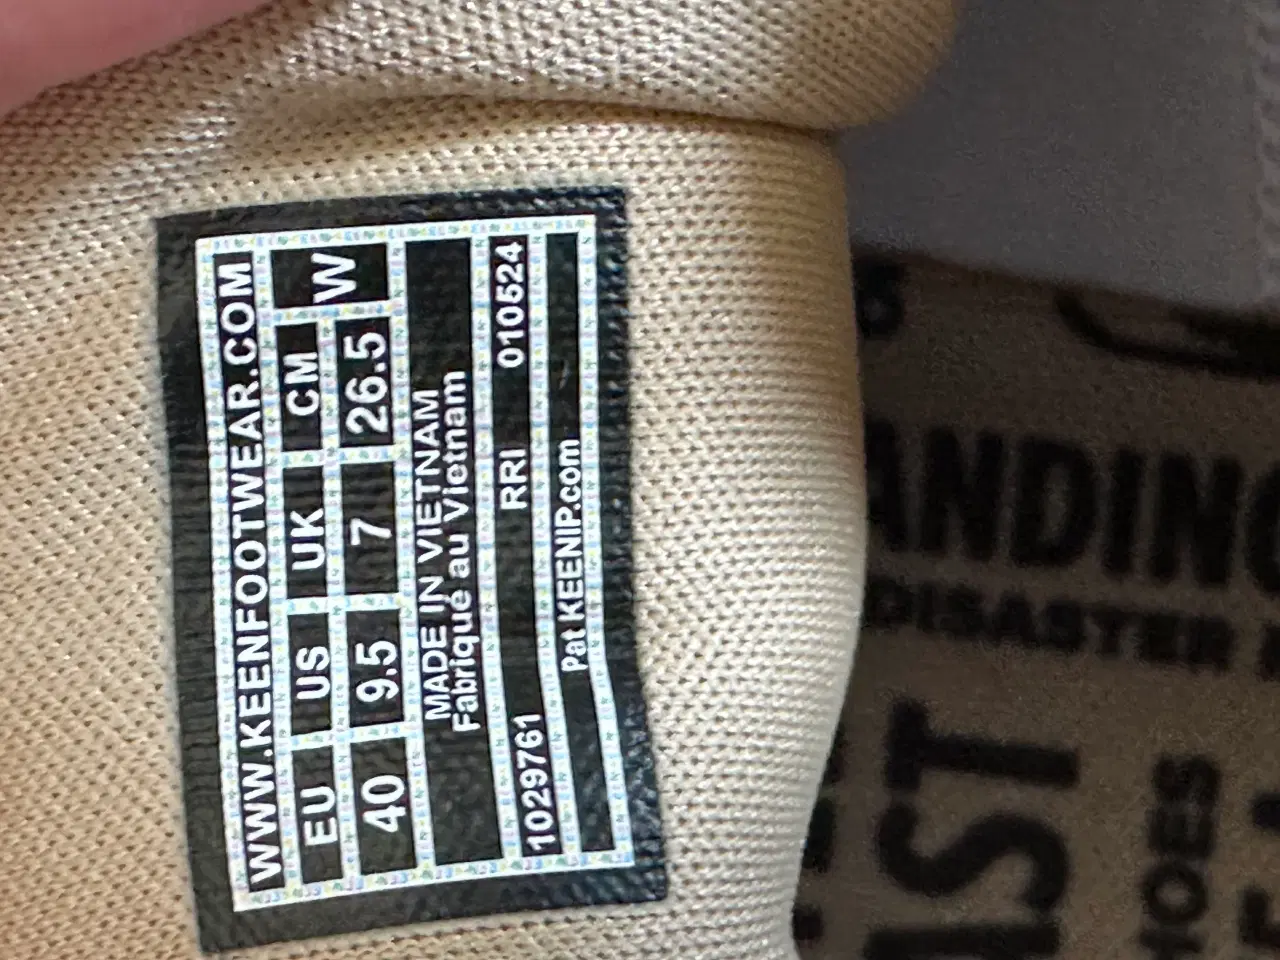 WWW.KEENFOOTWEAR.COM
EU US UK CM W
40 9.5 7 26.5
MADE IN VIETNAM
Fabriqué au Vietnam
1029761 RRI 010524
Pat KEENIP.com
DISASTER